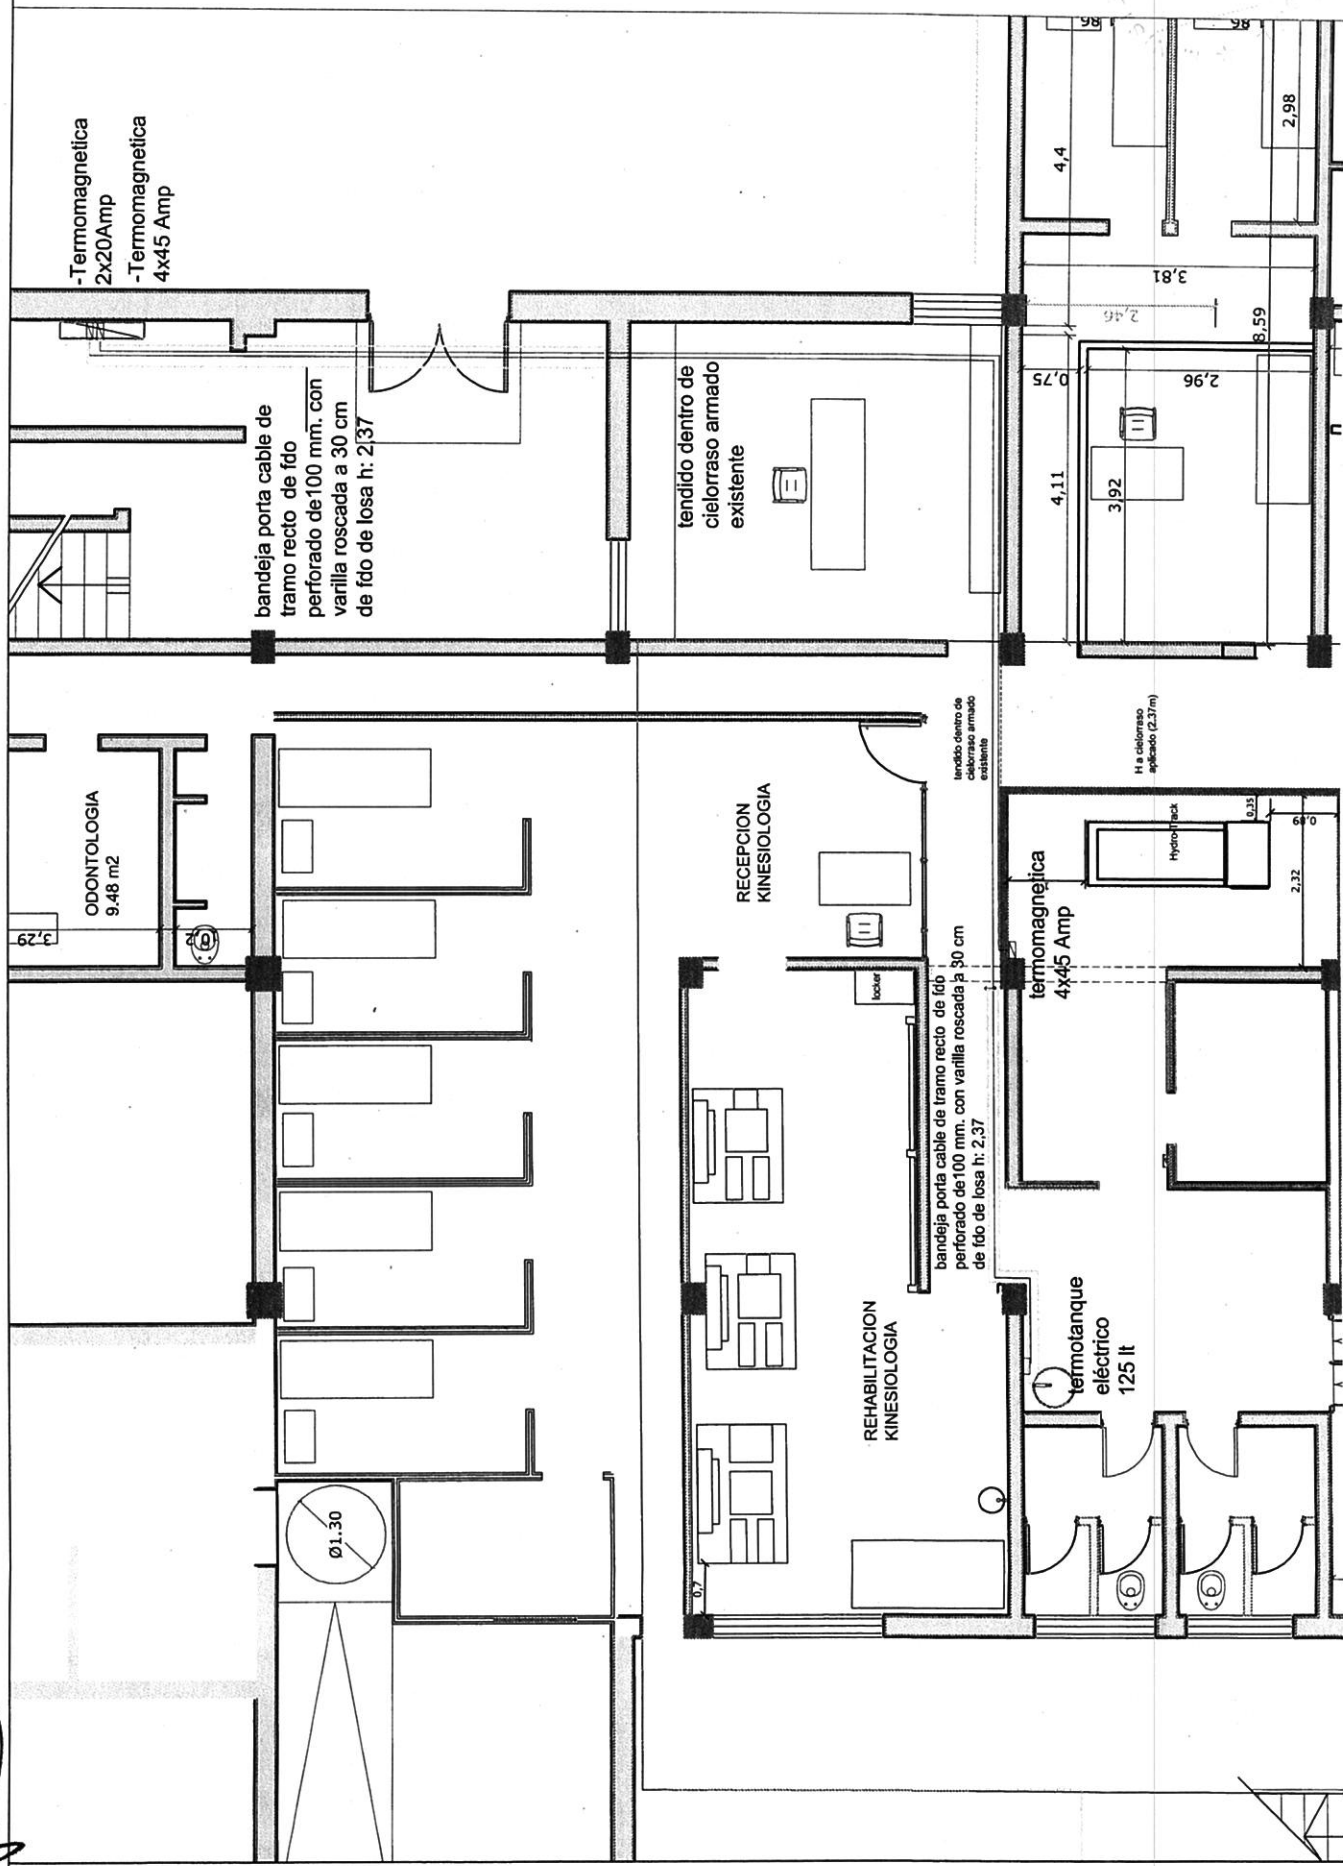 -Termomagnetica
2x20Amp
-Termomagnetica
4x45 Amp
bandeja porta cable de
tramo recto de fdo
perforado de100 mm. con
varilla roscada a 30 cm
de fdo de losa h: 2,37
tendido dentro de
cielorraso armado
existente
98
98
4,4
2,98
3,81
2,46
8,59
0,75
2,96
4,11
3,92
ODONTOLOGIA
9.48 m2
3,29
RECEPCION
KINESIOLOGIA
tendido dentro de
cielorraso armado
existente
H a cielorraso
aplicado (2.37m)
termomagnetica
4x45 Amp
Hydro-Track
0,35
0,89
2,32
locker
bandeja porta cable de tramo recto de fdo
perforado de100 mm. con varilla roscada a 30 cm
de fdo de losa h: 2,37
REHABILITACION
KINESIOLOGIA
termotanque
eléctrico
125 lt
Ø1.30
0,7